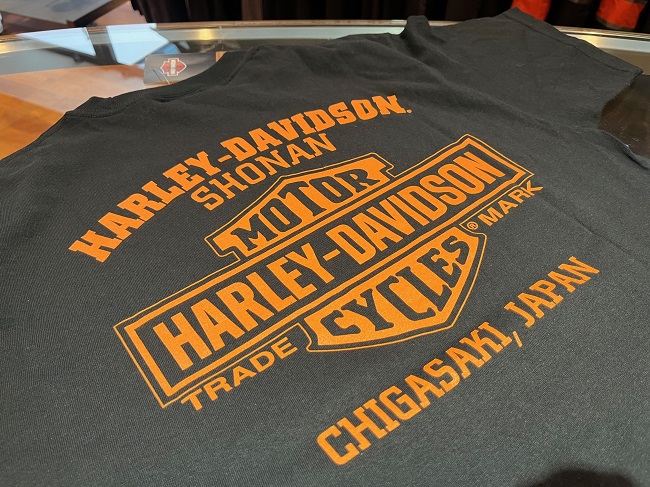 HARLEY-DAVIDSON.
SHONAN
MOTOR
HARLEY-DAVIDSON
CYCLES
TRADE ® MARK
CHIGASAKI, JAPAN